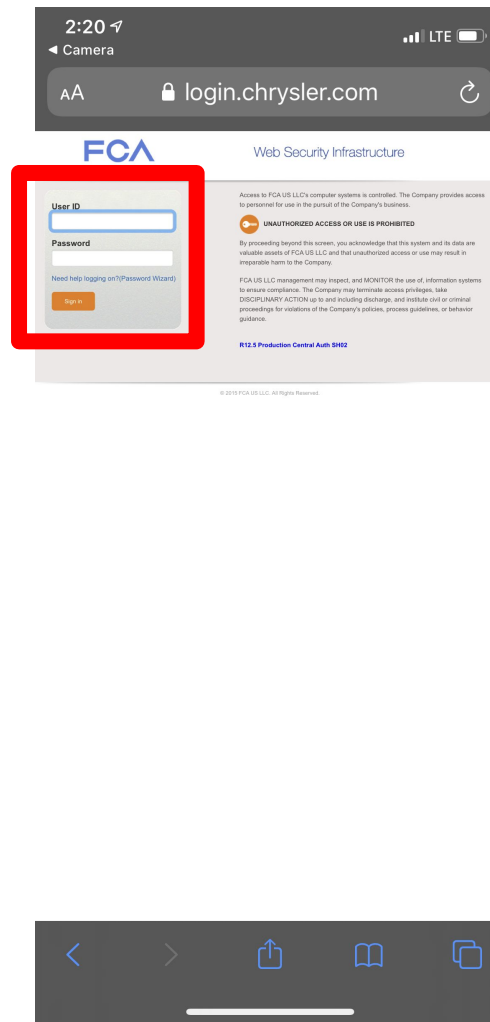 2:20
◀ Camera
LTE
AA login.chrysler.com
FCA
Web Security Infrastructure
User ID
Password
Need help logging on?(Password Wizard)
Sign in
Access to FCA US LLC's computer systems is controlled. The Company provides access
to personnel for use in the pursuit of the Company's business.
UNAUTHORIZED ACCESS OR USE IS PROHIBITED
By proceeding beyond this screen, you acknowledge that this system and its data are
valuable assets of FCA US LLC and that unauthorized access or use may result in
irreparable harm to the Company.
FCA US LLC management may inspect, and MONITOR the use of, information systems
to ensure compliance. The Company may terminate access privileges, take
DISCIPLINARY ACTION up to and including discharge, and institute civil or criminal
proceedings for violations of the Company's policies, process guidelines, or behavior
guidance.
R12.5 Production Central Auth SH02
© 2015 FCA US LLC. All Rights Reserved.